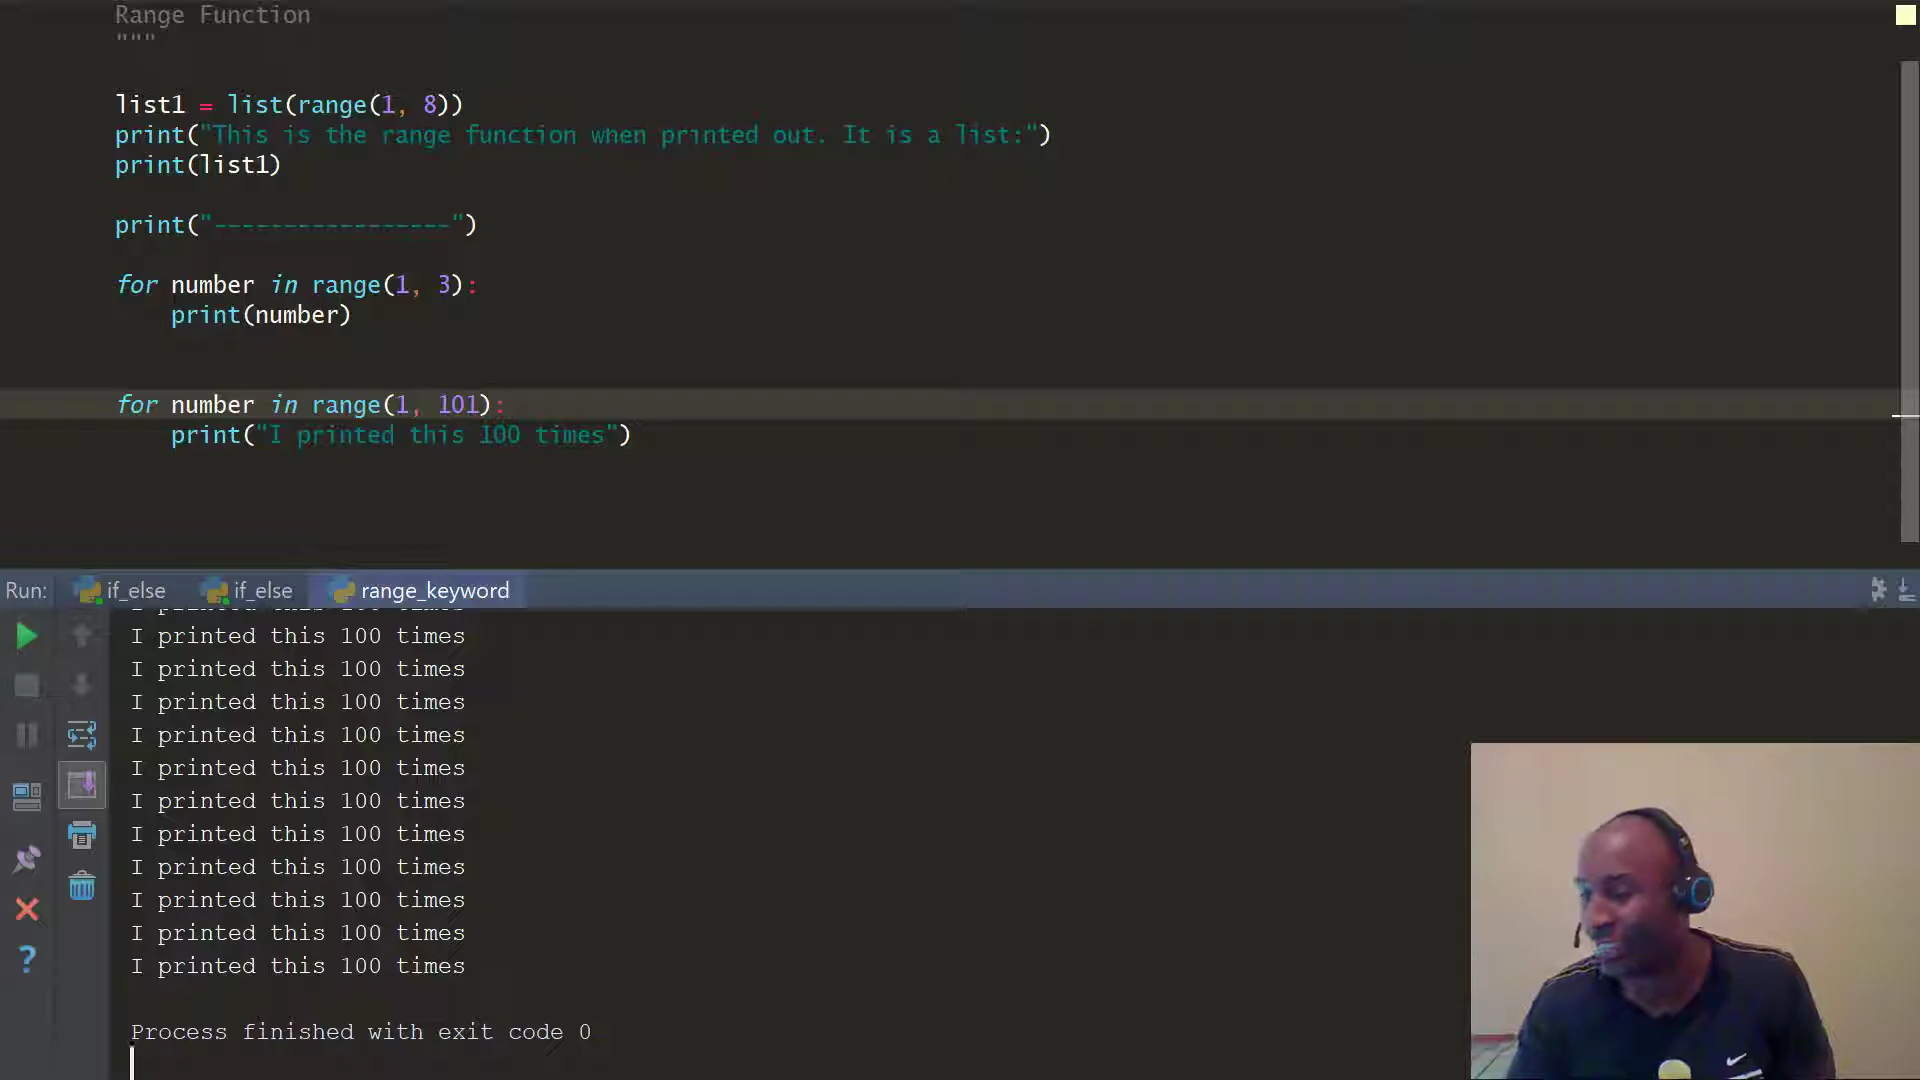 Range Function
"""
list1 = list(range(1, 8))
print("This is the range function when printed out. It is a list:")
print(list1)
print("-----------------")
for number in range(1, 3):
    print(number)
for number in range(1, 101):
    print("I printed this 100 times")
Run: if_else if_else range_keyword
I printed this 100 times
I printed this 100 times
I printed this 100 times
I printed this 100 times
I printed this 100 times
I printed this 100 times
I printed this 100 times
I printed this 100 times
I printed this 100 times
I printed this 100 times
I printed this 100 times
I printed this 100 times
Process finished with exit code 0